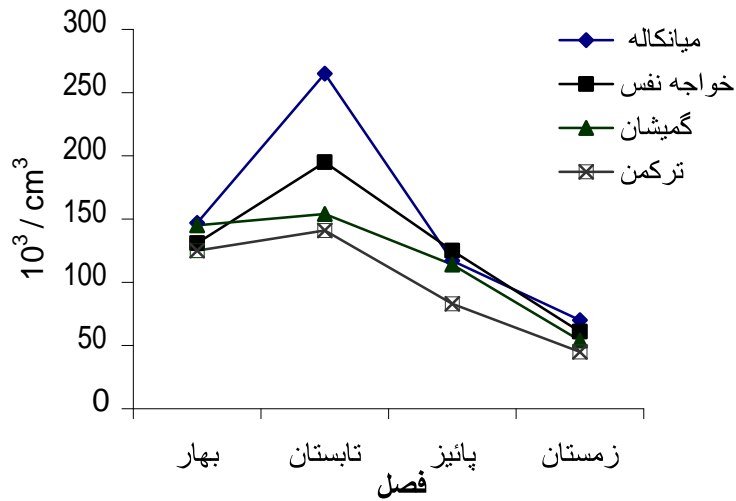 300
250
200
150
100
50
0
10³ / cm³
میانکاله
خواجه نفس
گمیشان
ترکمن
بهار تابستان پائیز زمستان
فصل